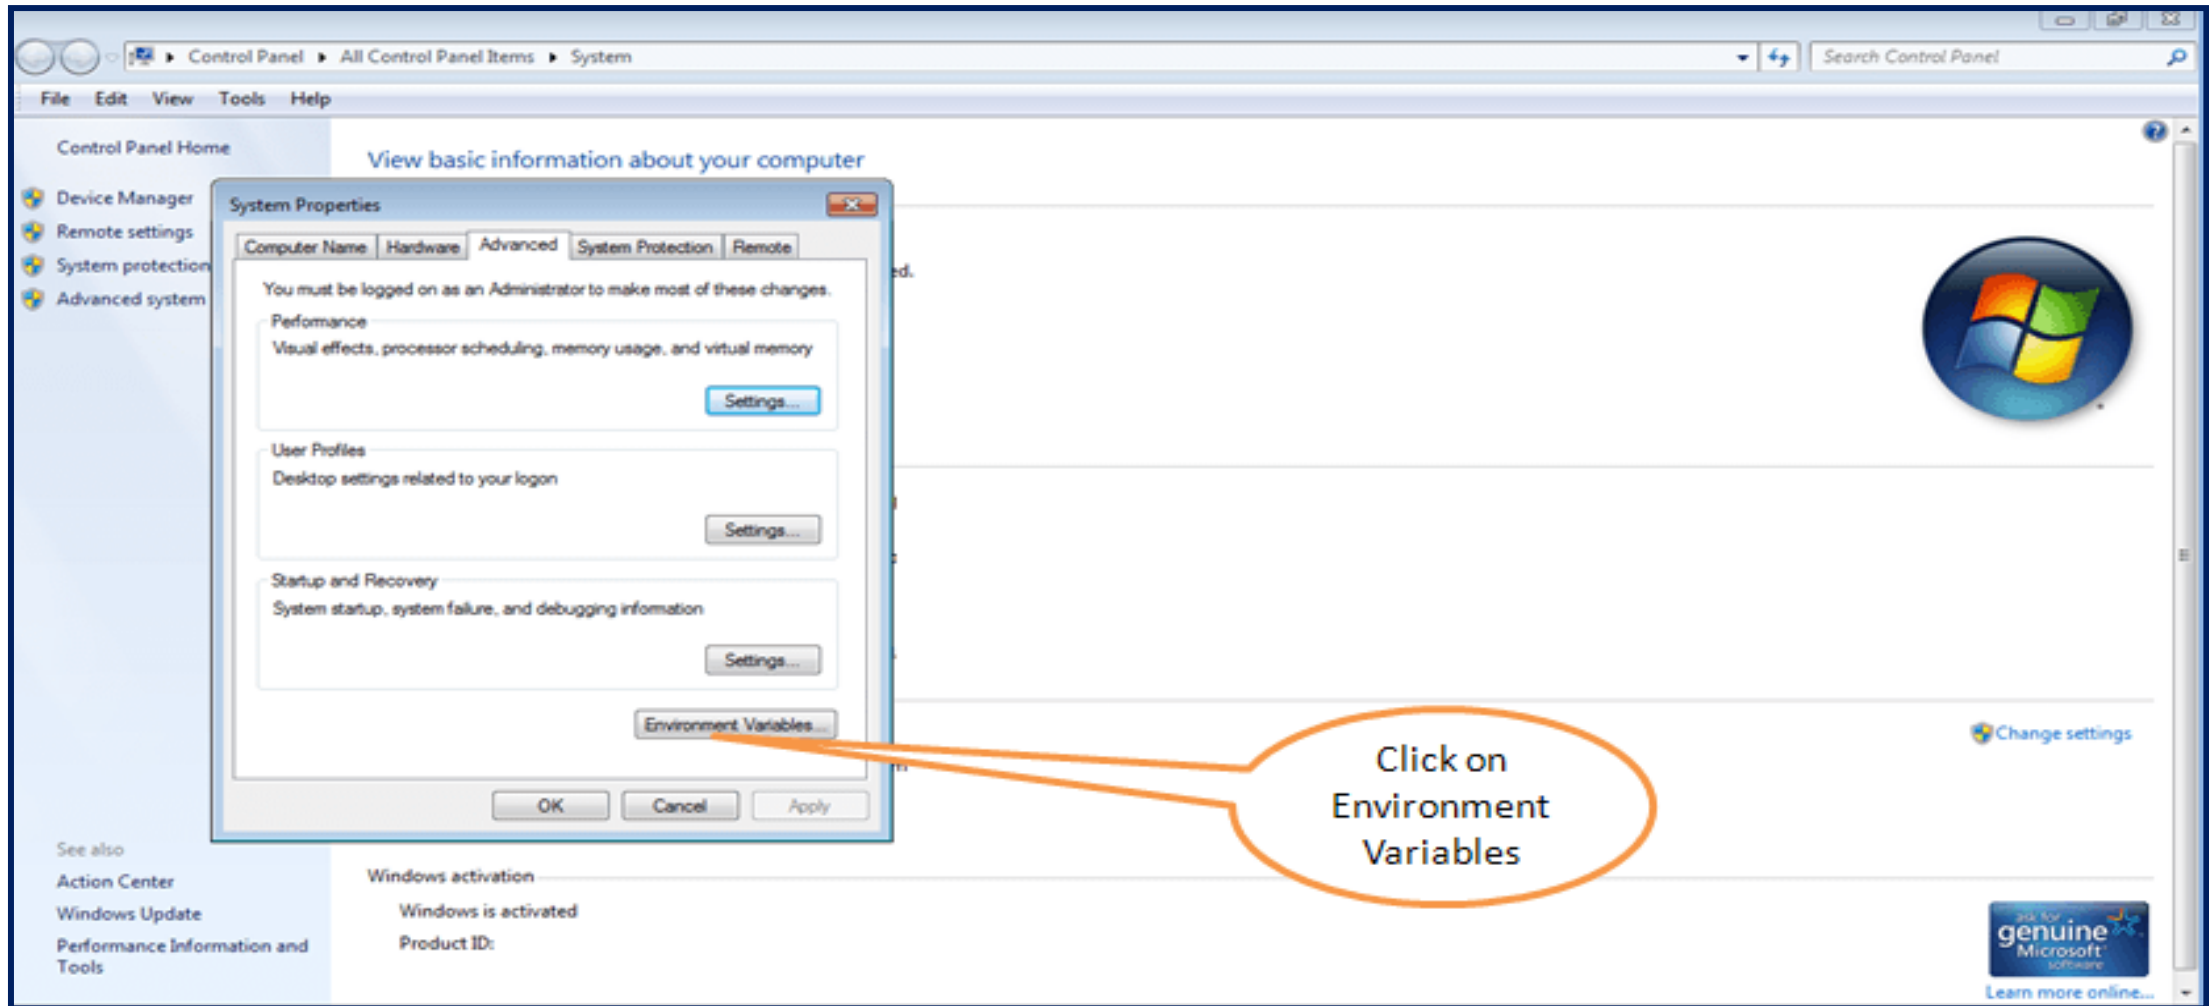 Control Panel ▸ All Control Panel Items ▸ System
Search Control Panel
File Edit View Tools Help
Control Panel Home
Device Manager
Remote settings
System protection
Advanced system
View basic information about your computer
System Properties
Computer Name Hardware Advanced System Protection Remote
You must be logged on as an Administrator to make most of these changes.
Performance
Visual effects, processor scheduling, memory usage, and virtual memory
Settings...
User Profiles
Desktop settings related to your logon
Settings...
Startup and Recovery
System startup, system failure, and debugging information
Settings...
Environment Variables...
OK Cancel Apply
ed.
Click on
Environment
Variables
Change settings
See also
Action Center
Windows Update
Performance Information and
Tools
Windows activation
Windows is activated
Product ID:
ask for
genuine
Microsoft
software
Learn more online...